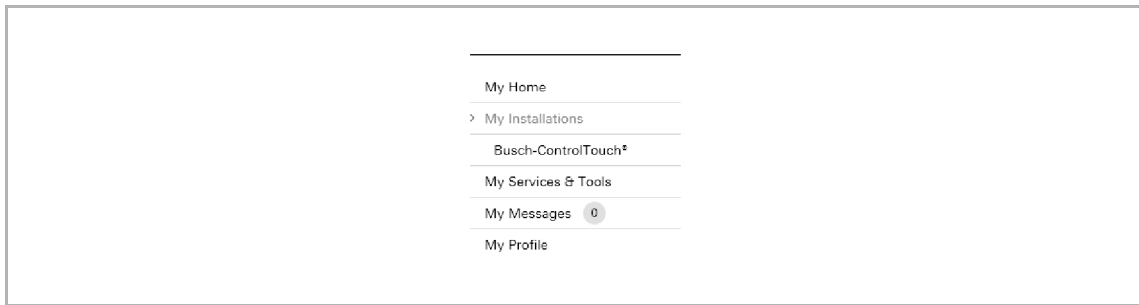 My Home
> My Installations
Busch-ControlTouch®
My Services & Tools
My Messages 0
My Profile